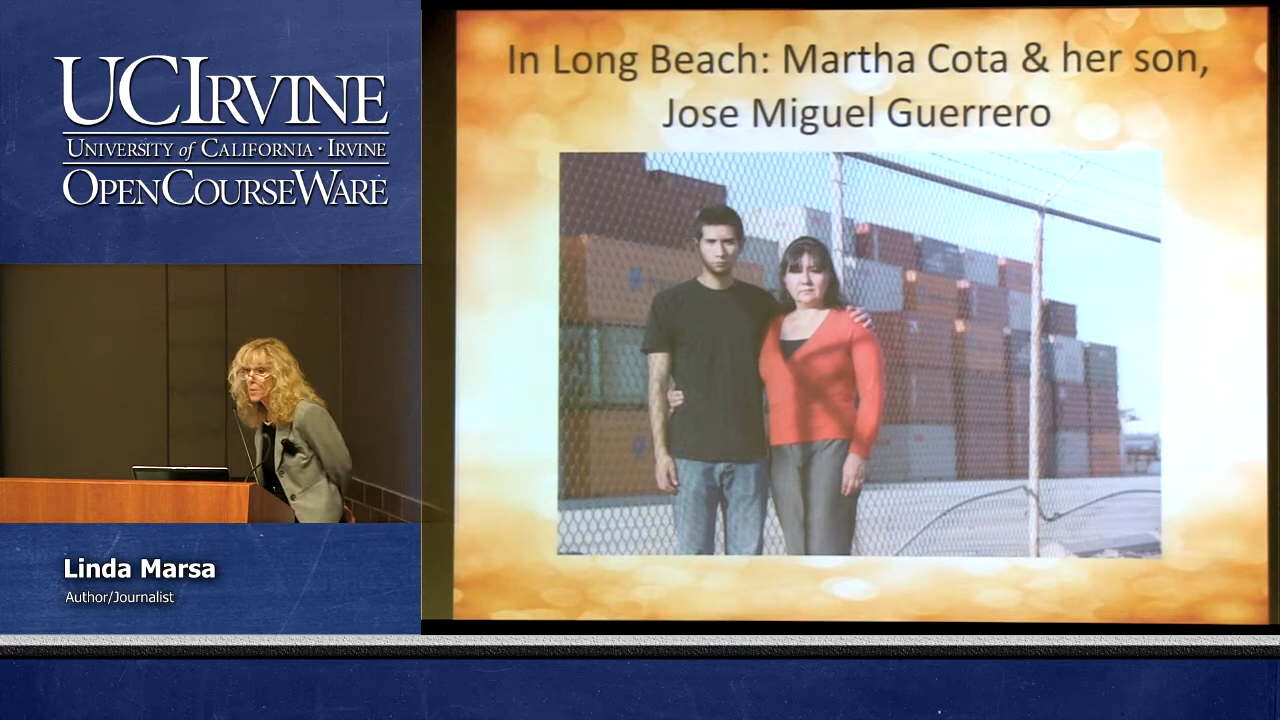 UCIRVINE
UNIVERSITY of CALIFORNIA · IRVINE
OPENCOURSEWARE
Linda Marsa
Author/Journalist
In Long Beach: Martha Cota & her son,
Jose Miguel Guerrero